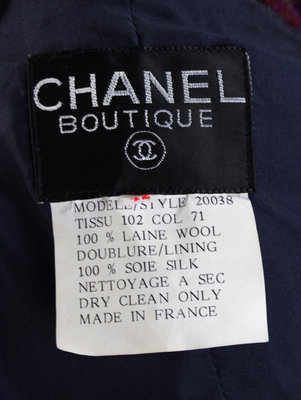 CHANEL
BOUTIQUE
MODELE/STYLE 20038
TISSU 102 COL 71
100 % LAINE WOOL
DOUBLURE/LINING
100 % SOIE SILK
NETTOYAGE A SEC
DRY CLEAN ONLY
MADE IN FRANCE